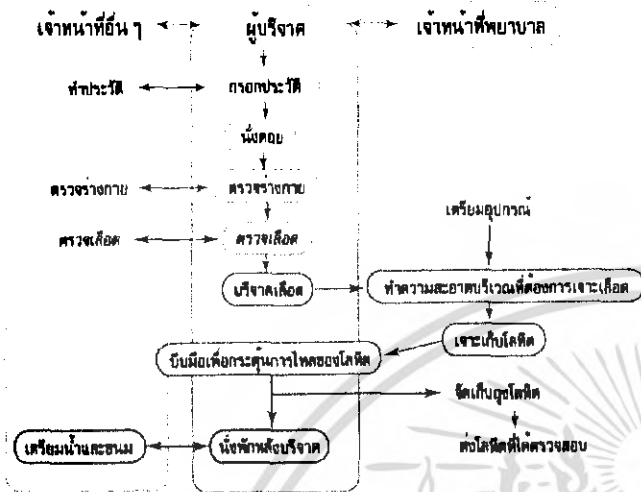 เจ้าหน้าที่อื่น ๆ ผู้บริจาค เจ้าหน้าที่พยาบาล
ทำประวัติ กรอกประวัติ
นั่งคอย
ตรวจร่างกาย ตรวจร่างกาย
เตรียมอุปกรณ์
ตรวจเลือด ตรวจเลือด
บริจาคเลือด ทำความสะอาดบริเวณที่ต้องการเจาะเลือด
เจาะเก็บโลหิต
บีบมือเพื่อกระตุ้นการไหลของโลหิต
จัดเก็บถุงโลหิต
เตรียมน้ำและขนม นั่งพักหลังบริจาค ส่งโลหิตที่ได้ตรวจสอบ